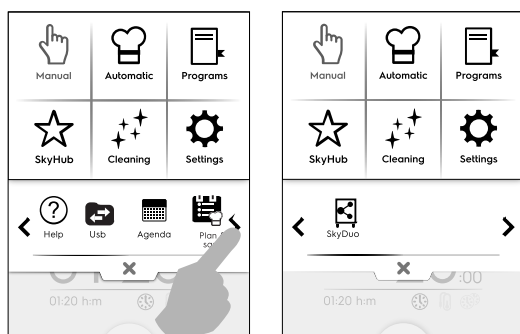 Manual Automatic Programs
SkyHub Cleaning Settings
Help Usb Agenda Plan
01:20 h:m
Manual Automatic Programs
SkyHub Cleaning Settings
SkyDuo
:00
01:20 h:m